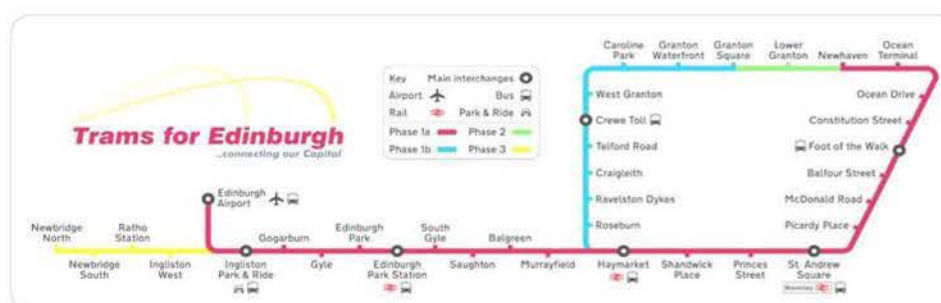 Trams for Edinburgh
...connecting our Capital
Key
Main interchanges
Airport
Bus
Rail
Park & Ride
Phase 1a
Phase 2
Phase 1b
Phase 3
Caroline
Park
Granton
Waterfront
Granton
Square
Lower
Granton
Newhaven
Ocean
Terminal
West Granton
Crewe Toll
Telford Road
Craigleith
Ravelston Dykes
Roseburn
Ocean Drive
Constitution Street
Foot of the Walk
Balfour Street
McDonald Road
Picardy Place
Edinburgh
Airport
Newbridge
North
Ratho
Station
Newbridge
South
Ingliston
West
Ingliston
Park & Ride
Gogarburn
Gyle
Edinburgh
Park
Edinburgh
Park Station
South
Gyle
Saughton
Balgreen
Murrayfield
Haymarket
Shandwick
Place
Princes
Street
St. Andrew
Square
Waverley